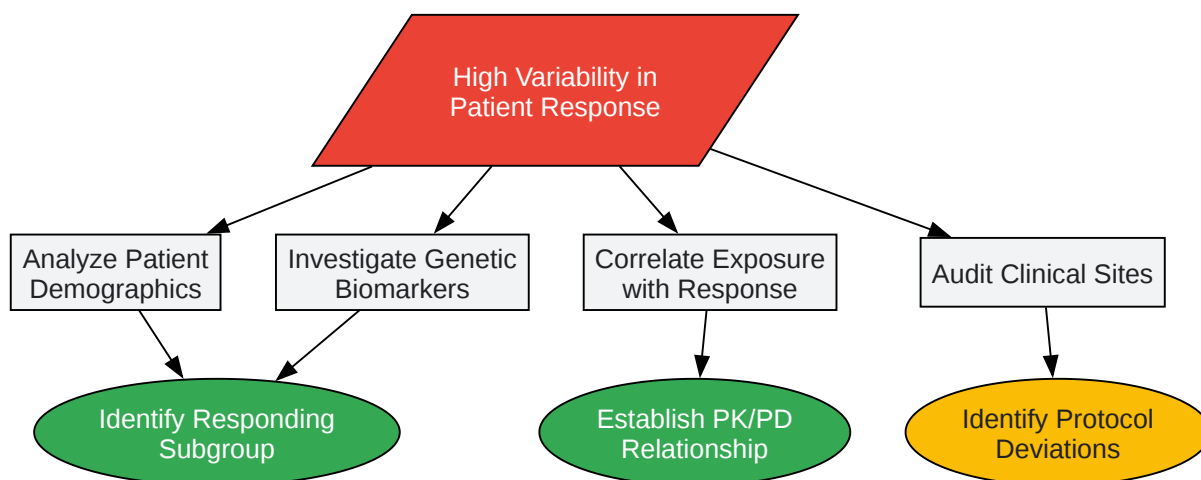 High Variability in
Patient Response
Analyze Patient
Demographics
Investigate Genetic
Biomarkers
Correlate Exposure
with Response
Audit Clinical Sites
Identify Responding
Subgroup
Establish PK/PD
Relationship
Identify Protocol
Deviations